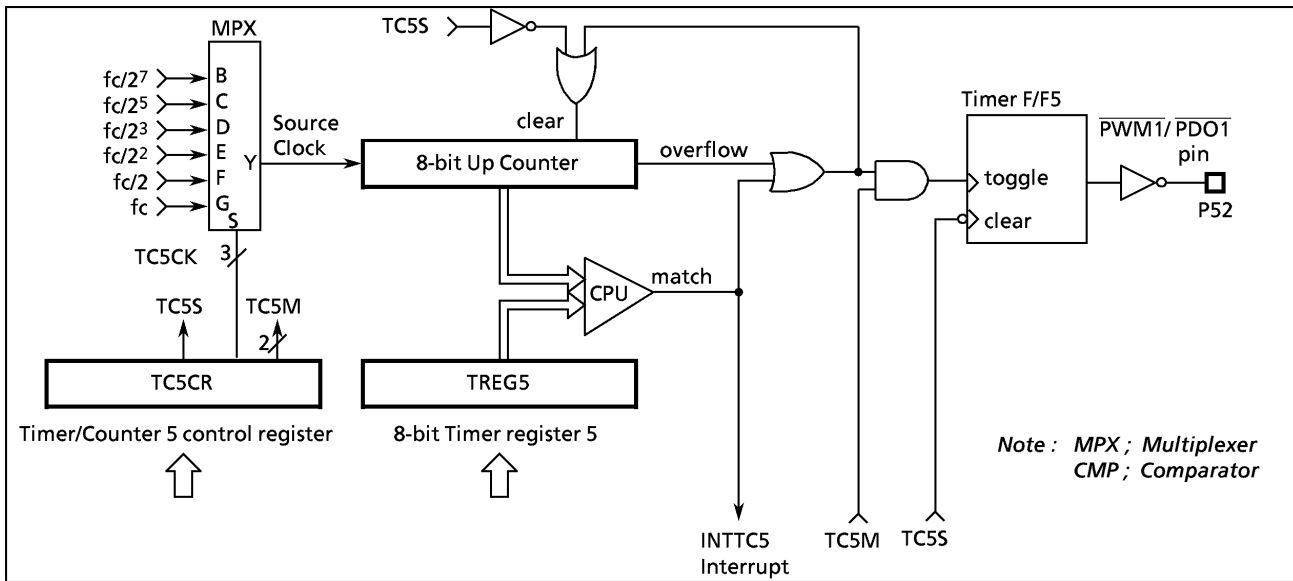 MPX
TC5S
fc/2⁷
B
fc/2⁵
C
fc/2³
D
fc/2²
E
fc/2
F
fc
G
S
Y
Source
Clock
clear
8-bit Up Counter
overflow
Timer F/F5
toggle
clear
PWM1/ PDO1
pin
P52
TC5CK
3
TC5S
TC5M
2
CPU
match
TC5CR
TREG5
Timer/Counter 5 control register
8-bit Timer register 5
Note : MPX ; Multiplexer
CMP ; Comparator
INTTC5
Interrupt
TC5M
TC5S